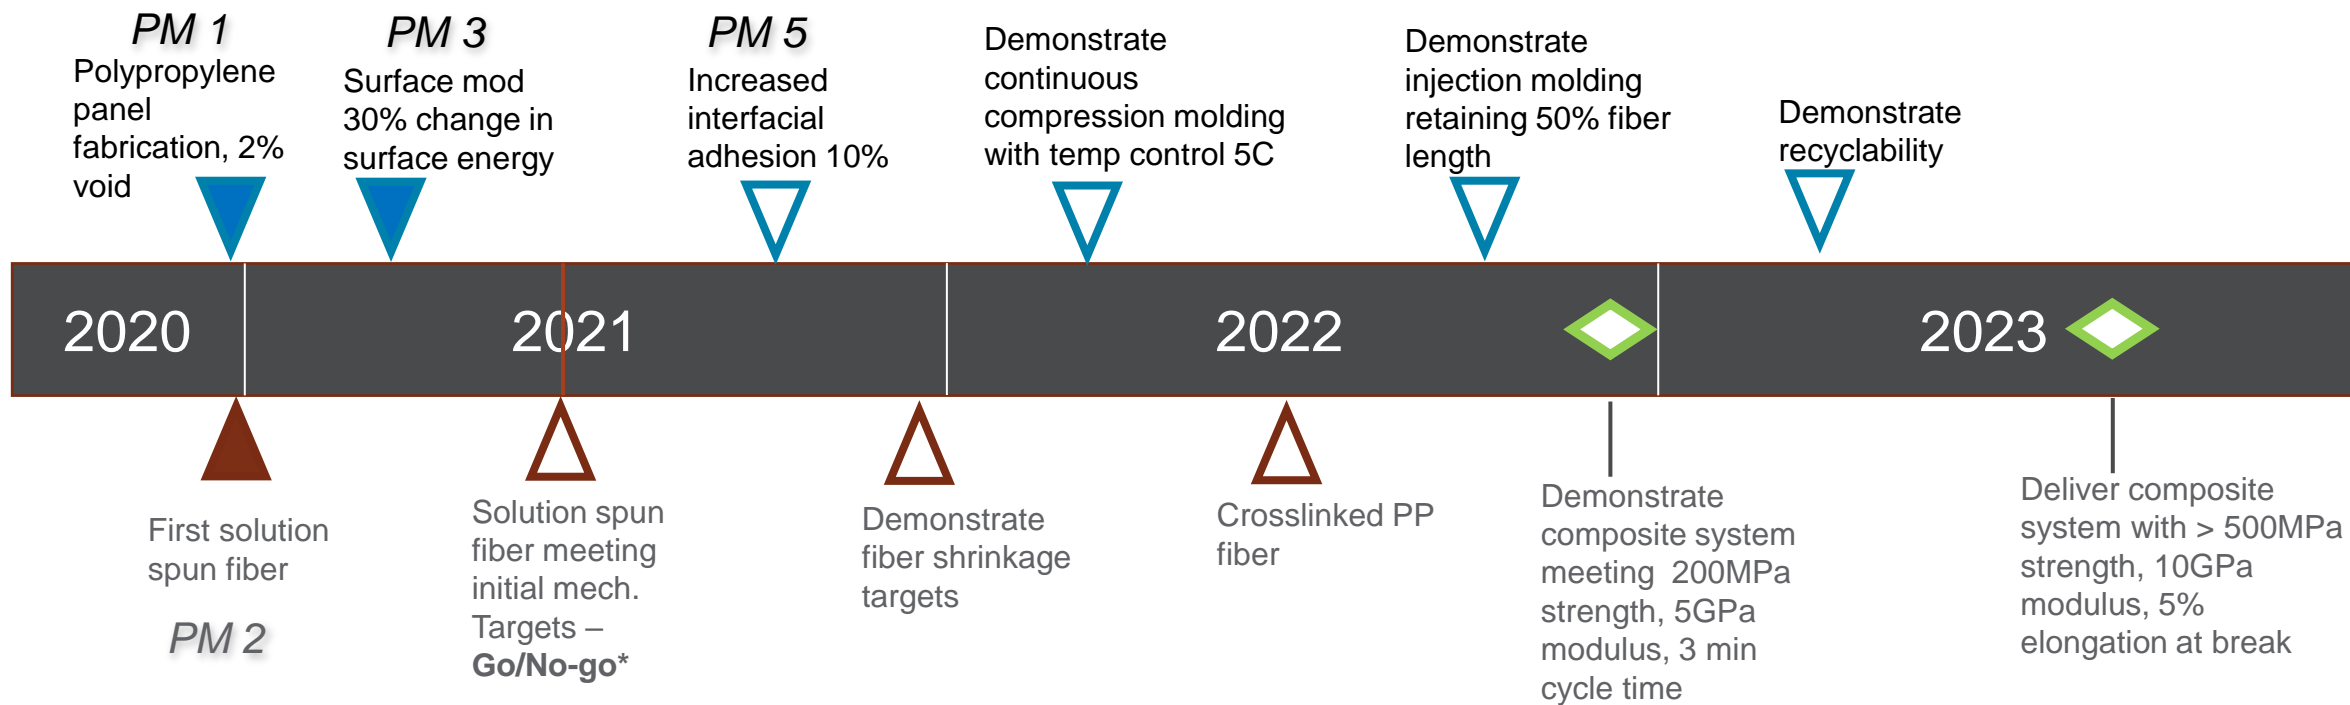 PM 1
Polypropylene
panel
fabrication, 2%
void
PM 3
Surface mod
30% change in
surface energy
PM 5
Increased
interfacial
adhesion 10%
Demonstrate
continuous
compression molding
with temp control 5C
Demonstrate
injection molding
retaining 50% fiber
length
Demonstrate
recyclability
2020
2021
2022
2023
First solution
spun fiber
PM 2
Solution spun
fiber meeting
initial mech.
Targets –
Go/No-go*
Demonstrate
fiber shrinkage
targets
Crosslinked PP
fiber
Demonstrate
composite system
meeting 200MPa
strength, 5GPa
modulus, 3 min
cycle time
Deliver composite
system with > 500MPa
strength, 10GPa
modulus, 5%
elongation at break